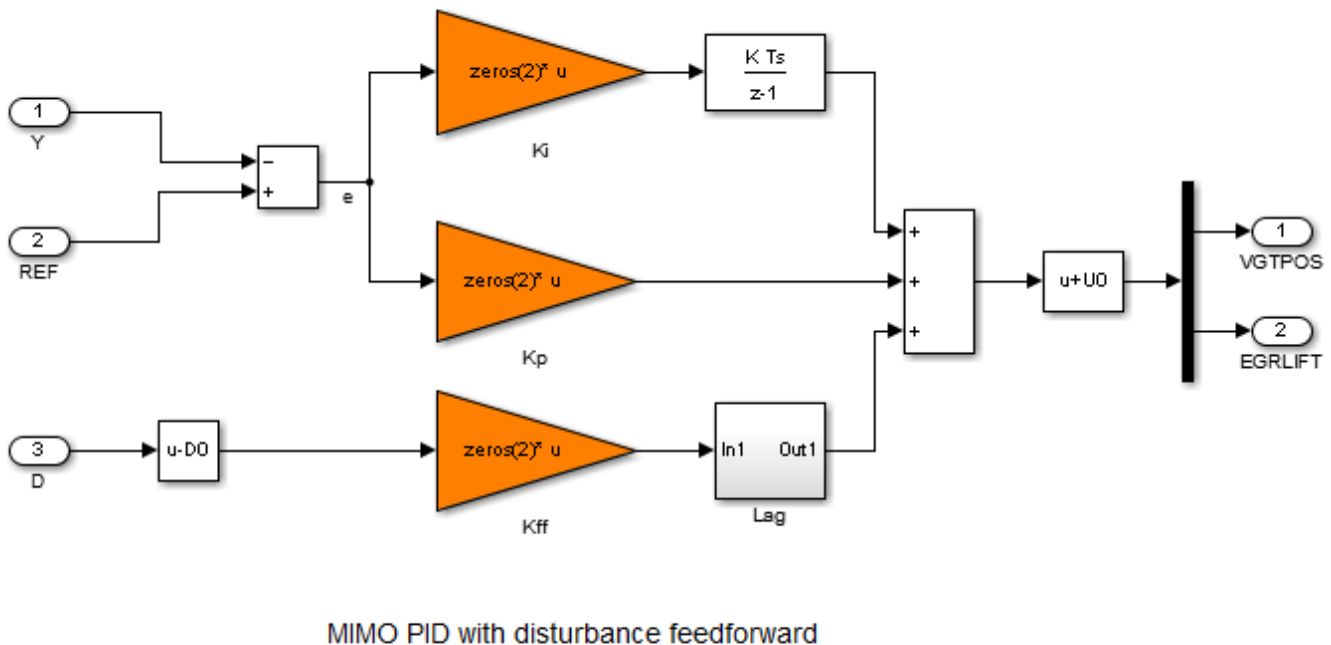 zeros(2)* u
Ki
K Ts
z-1
1
Y
−
+
e
2
REF
zeros(2)* u
Kp
+
+
+
u+U0
1
VGTPOS
2
EGRLIFT
3
D
u-D0
zeros(2)* u
Kff
In1 Out1
Lag
MIMO PID with disturbance feedforward